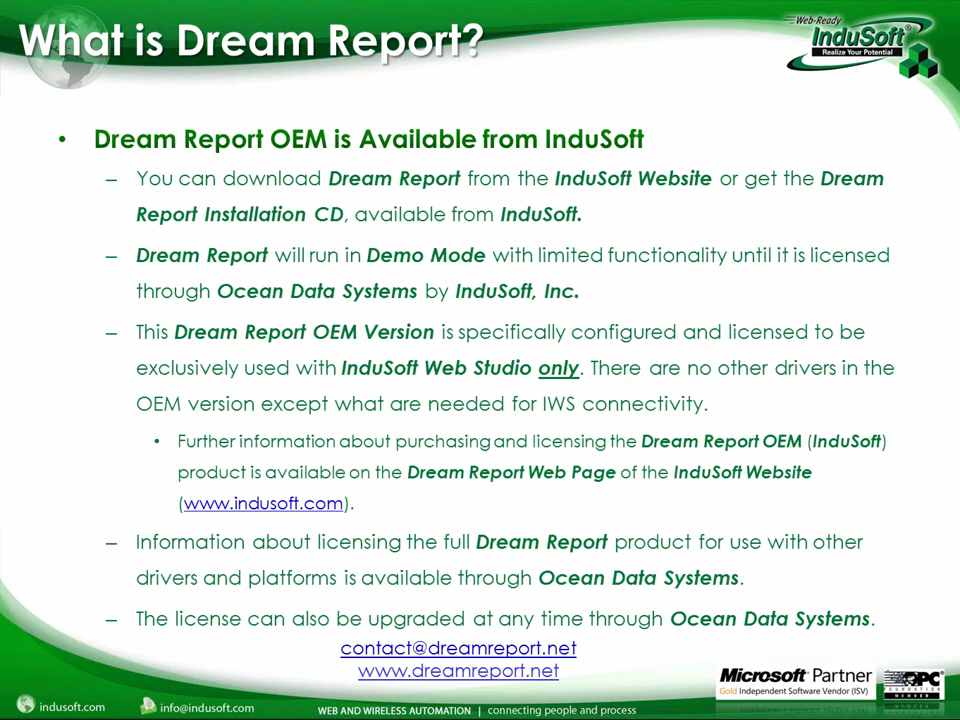 What is Dream Report?
Web-Ready
InduSoft®
Realize Your Potential
• Dream Report OEM is Available from InduSoft
– You can download Dream Report from the InduSoft Website or get the Dream
Report Installation CD, available from InduSoft.
– Dream Report will run in Demo Mode with limited functionality until it is licensed
through Ocean Data Systems by InduSoft, Inc.
– This Dream Report OEM Version is specifically configured and licensed to be
exclusively used with InduSoft Web Studio only. There are no other drivers in the
OEM version except what are needed for IWS connectivity.
• Further information about purchasing and licensing the Dream Report OEM (InduSoft)
product is available on the Dream Report Web Page of the InduSoft Website
(www.indusoft.com).
– Information about licensing the full Dream Report product for use with other
drivers and platforms is available through Ocean Data Systems.
– The license can also be upgraded at any time through Ocean Data Systems.
contact@dreamreport.net
www.dreamreport.net
Microsoft Partner
Gold Independent Software Vendor (ISV)
OPC
FOUNDATION
MEMBER
indusoft.com
info@indusoft.com
WEB AND WIRELESS AUTOMATION | connecting people and process